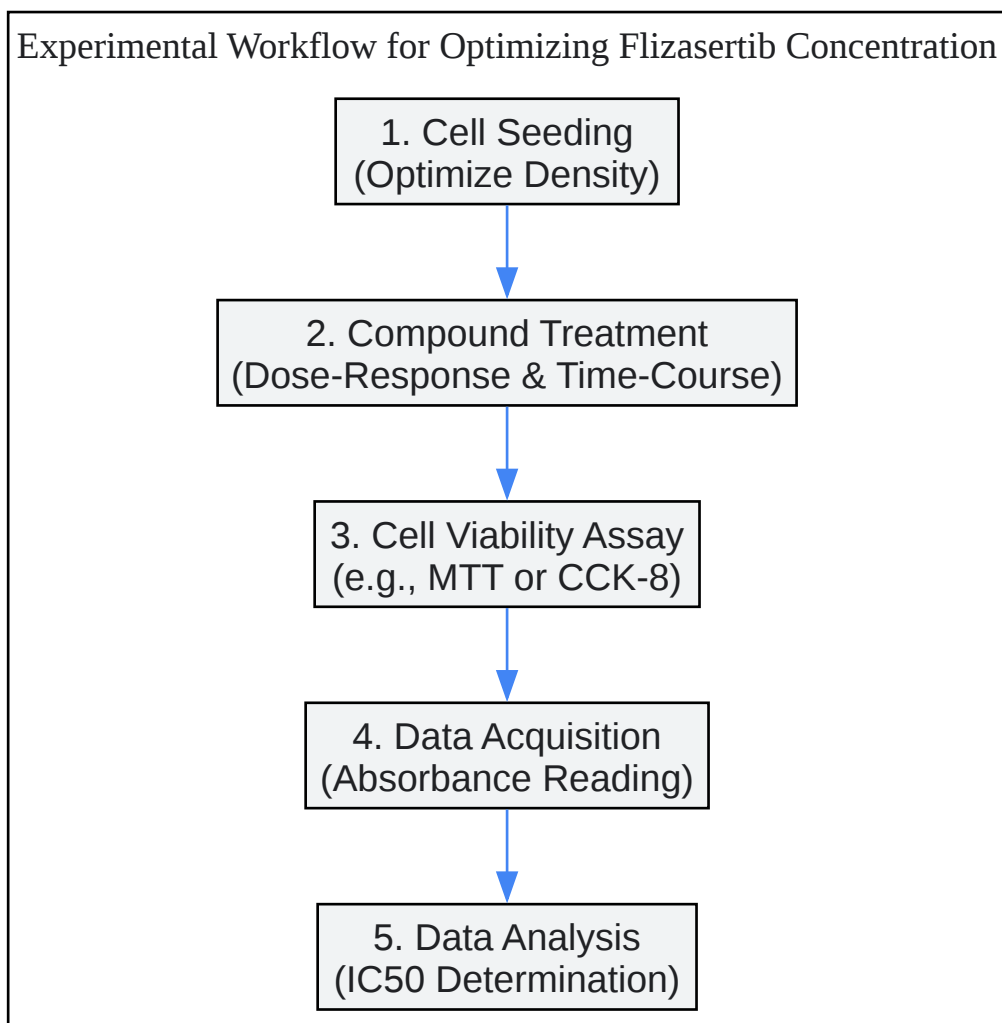 Experimental Workflow for Optimizing Flizasertib Concentration
1. Cell Seeding
(Optimize Density)
2. Compound Treatment
(Dose-Response & Time-Course)
3. Cell Viability Assay
(e.g., MTT or CCK-8)
4. Data Acquisition
(Absorbance Reading)
5. Data Analysis
(IC50 Determination)